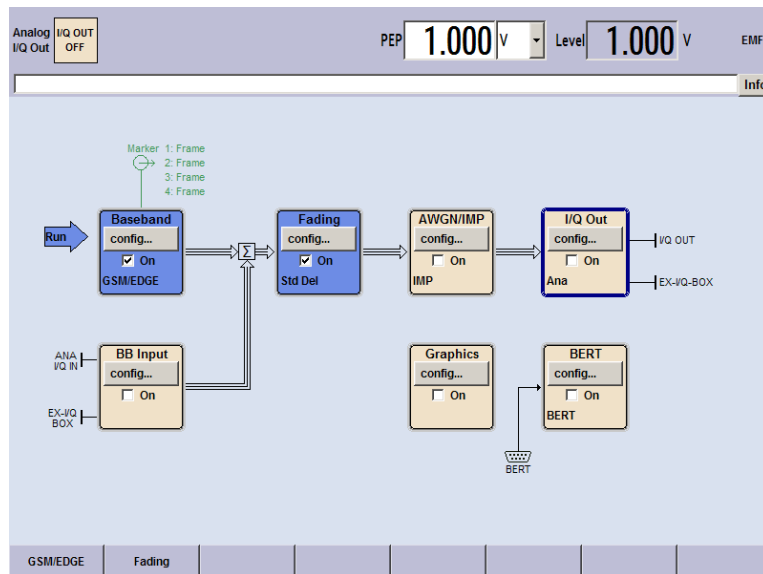 Analog I/Q Out
I/Q OUT OFF
PEP 1.000 V Level 1.000 V EMF
Info
Marker 1: Frame
2: Frame
3: Frame
4: Frame
Run
Baseband
config...
On
GSM/EDGE
Σ
Fading
config...
On
Std Del
AWGN/IMP
config...
On
IMP
I/Q Out
config...
On
Ana
I/Q OUT
EX-I/Q-BOX
ANA
I/Q IN
EX-I/Q
BOX
BB Input
config...
On
Graphics
config...
On
BERT
config...
On
BERT
BERT
GSM/EDGE Fading